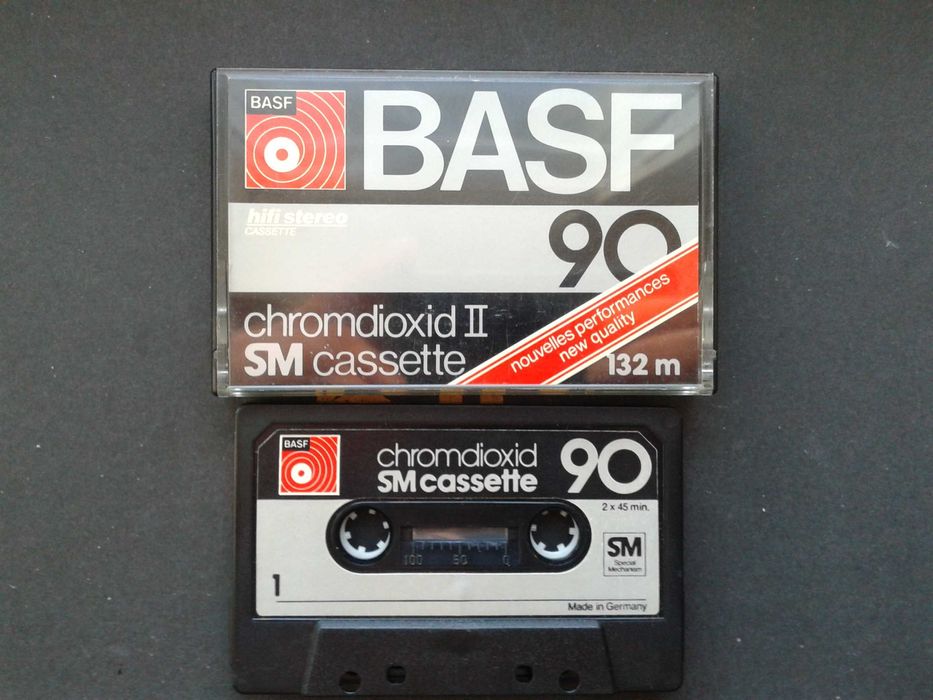 BASF
BASF
hifi stereo
CASSETTE
90
chromdioxid II
SM cassette
nouvelles performances
new quality
132 m
BASF
chromdioxid
SM cassette
90
2 x 45 min.
100 50 0
SM
Special
Mechanism
1
Made in Germany